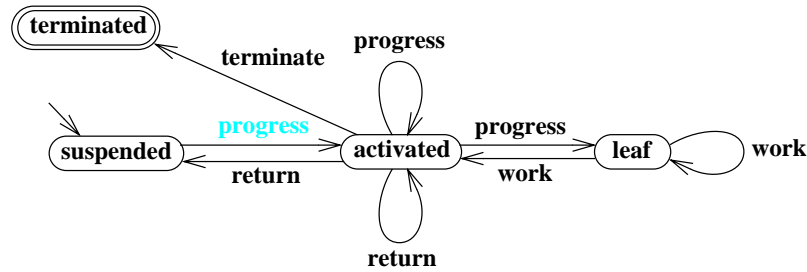 terminated
progress
terminate
progress
progress
suspended
activated
leaf
work
return
work
return